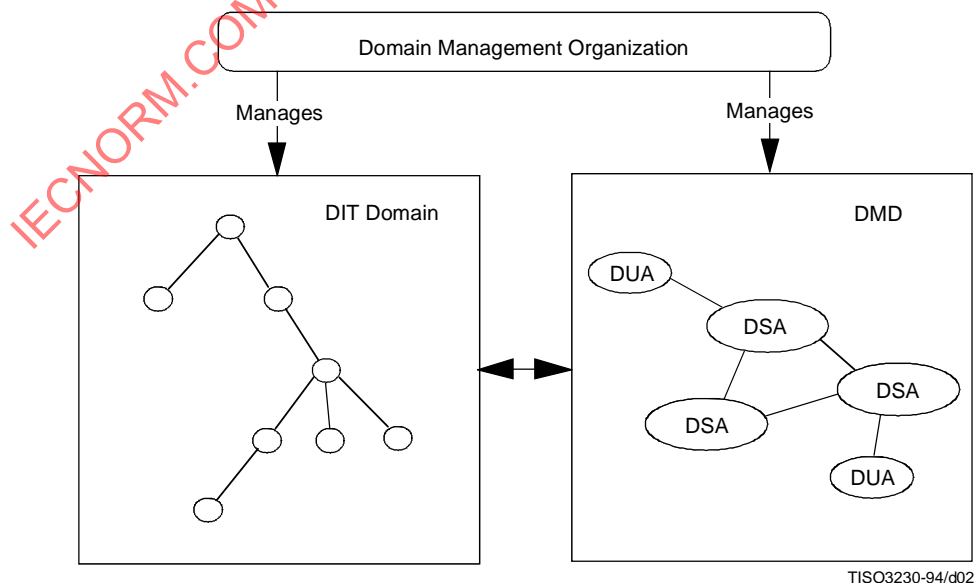 Domain Management Organization
Manages
Manages
DIT Domain
DMD
DUA
DSA
DSA
DSA
DUA
TISO3230-94/d02
IECNORM.COM